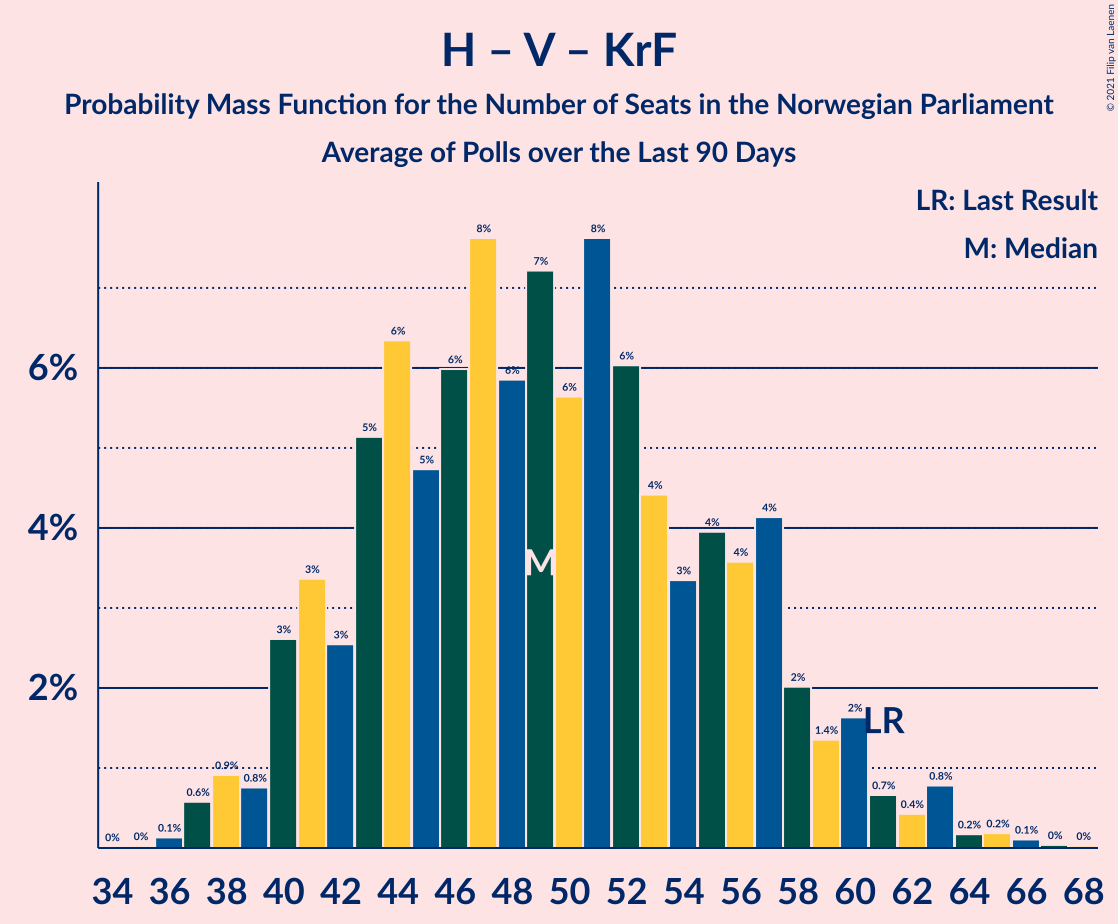 H – V – KrF
Probability Mass Function for the Number of Seats in the Norwegian Parliament
Average of Polls over the Last 90 Days
© 2021 Filip van Laenen
LR: Last Result
M: Median
6%
4%
2%
0% 0% 0.1% 0.6% 0.9% 0.8% 3% 3% 3% 5% 6% 5% 6% 8% 6% 7% 6% 8% 6% 4% 3% 4% 4% 4% 2% 1.4% 2% 0.7% 0.4% 0.8% 0.2% 0.2% 0.1% 0% 0%
M
LR
34 36 38 40 42 44 46 48 50 52 54 56 58 60 62 64 66 68